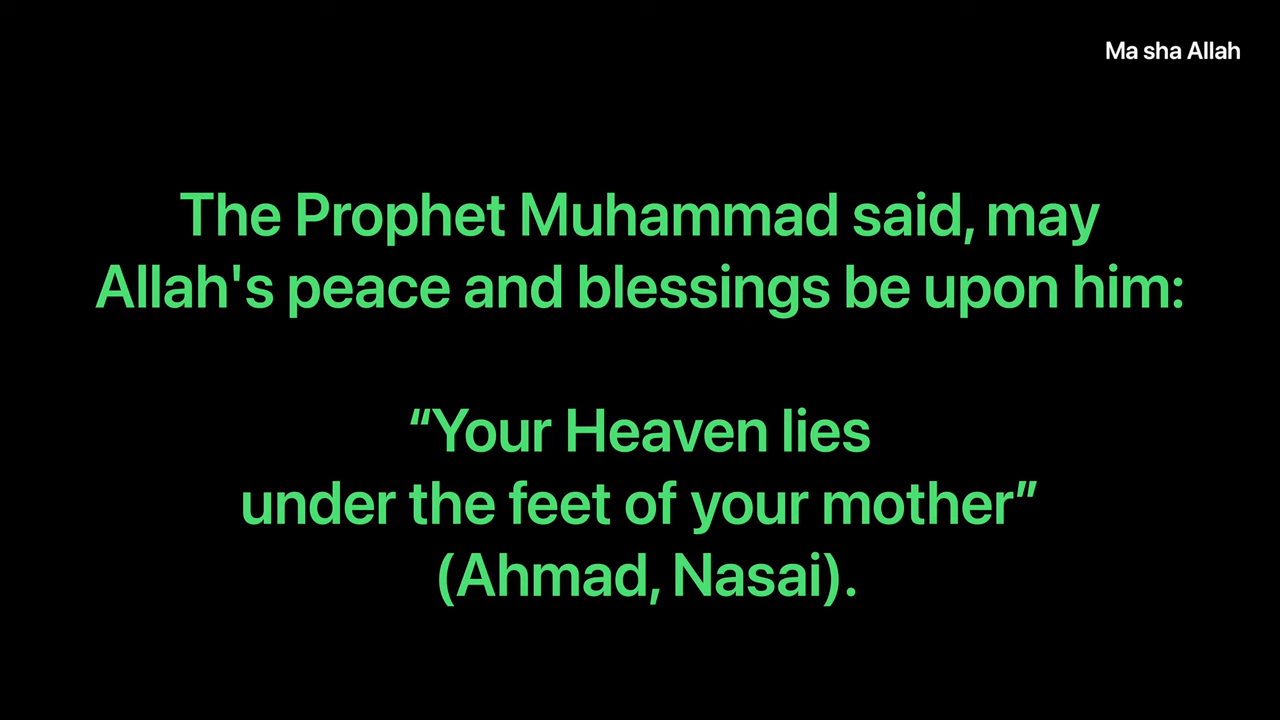 Ma sha Allah
The Prophet Muhammad said, may
Allah's peace and blessings be upon him:
“Your Heaven lies
under the feet of your mother”
(Ahmad, Nasai).